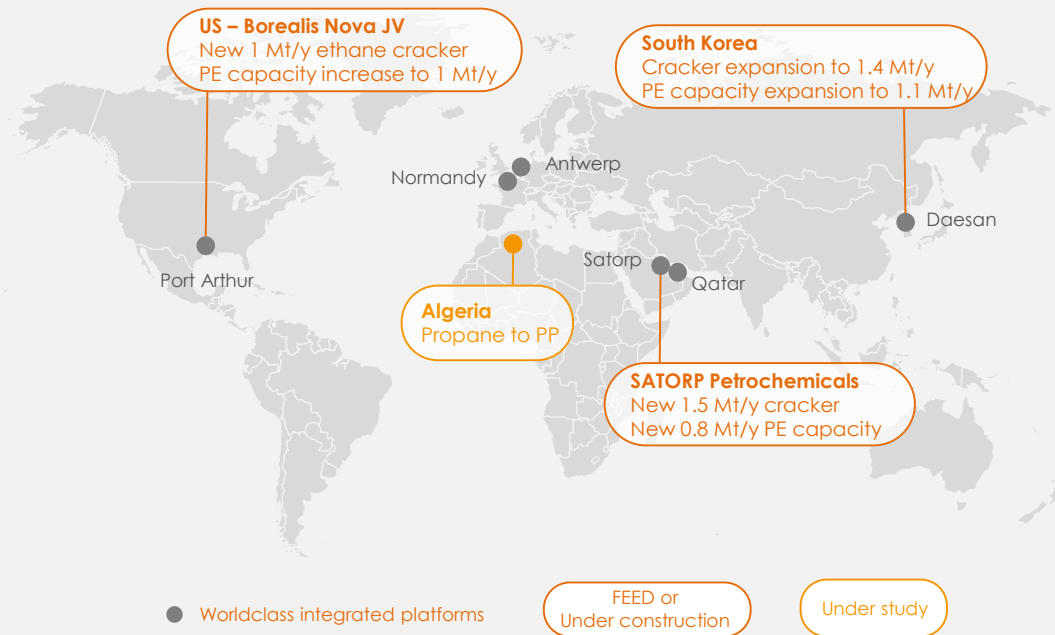 US – Borealis Nova JV
New 1 Mt/y ethane cracker
PE capacity increase to 1 Mt/y
South Korea
Cracker expansion to 1.4 Mt/y
PE capacity expansion to 1.1 Mt/y
Antwerp
Normandy
Daesan
Satorp
Qatar
Port Arthur
Algeria
Propane to PP
SATORP Petrochemicals
New 1.5 Mt/y cracker
New 0.8 Mt/y PE capacity
Worldclass integrated platforms
FEED or
Under construction
Under study